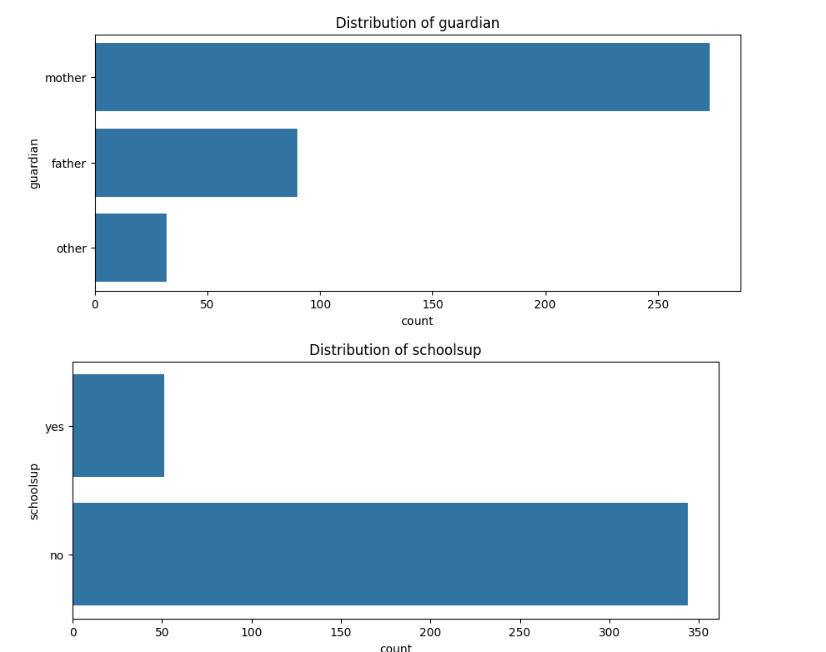 Distribution of guardian
mother
father
other
guardian
0 50 100 150 200 250
count
Distribution of schoolsup
yes
no
schoolsup
0 50 100 150 200 250 300 350
count